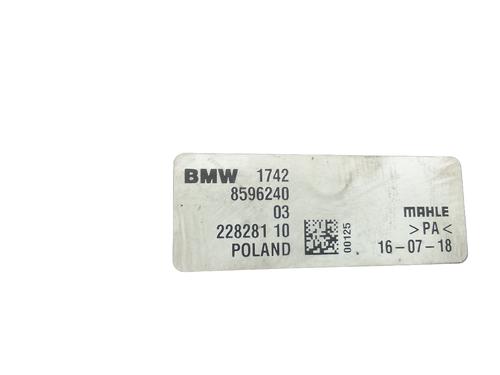 BMW 1742
8596240
03
228281 10
POLAND
00125
MAHLE
>PA<
16-07-18